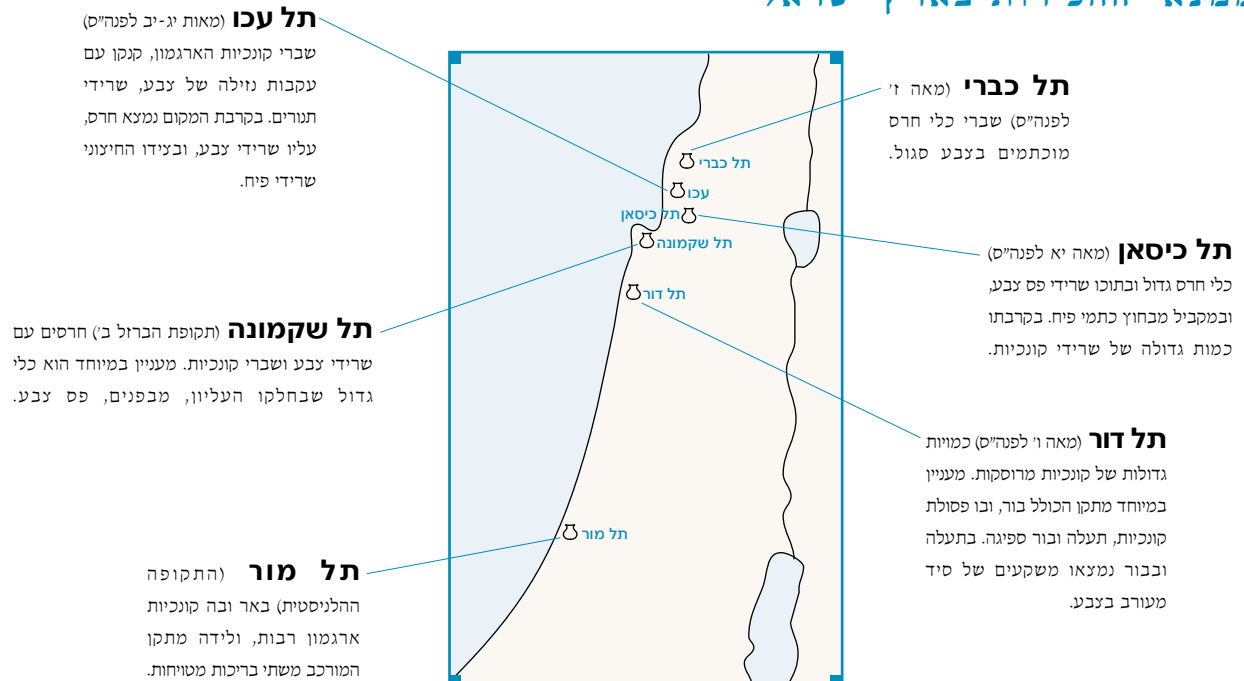 תל עכו (מאות יג-יב לפנה״ס)
שברי קונכיות הארגמון, קנקן עם
עקבות נזילה של צבע, שרידי
תנורים. בקרבת המקום נמצא חרס,
עליו שרידי צבע, ובצידו החיצוני
שרידי פיח.
תל כברי (מאה ז׳
לפנה״ס) שברי כלי חרס
מוכתמים בצבע סגול.
תל כברי
עכו
תל כיסאן
תל שקמונה
תל דור
תל מור
תל כיסאן (מאה יא לפנה״ס)
כלי חרס גדול ובתוכו שרידי פס צבע,
ובמקביל מבחוץ כתמי פיח. בקרבתו
כמות גדולה של שרידי קונכיות.
תל שקמונה (תקופת הברזל ב׳) חרסים עם
שרידי צבע ושברי קונכיות. מעניין במיוחד הוא כלי
גדול שבחלקו העליון, מבפנים, פס צבע.
תל דור (מאה ו׳ לפנה״ס) כמויות
גדולות של קונכיות מרוסקות. מעניין
במיוחד מתקן הכולל בור, ובו פסולת
קונכיות, תעלה ובור ספיגה. בתעלה
ובבור נמצאו משקעים של סיד
מעורב בצבע.
תל מור (התקופה
ההלניסטית) באר ובה קונכיות
ארגמון רבות, ולידה מתקן
המורכב משתי בריכות מטויחות.